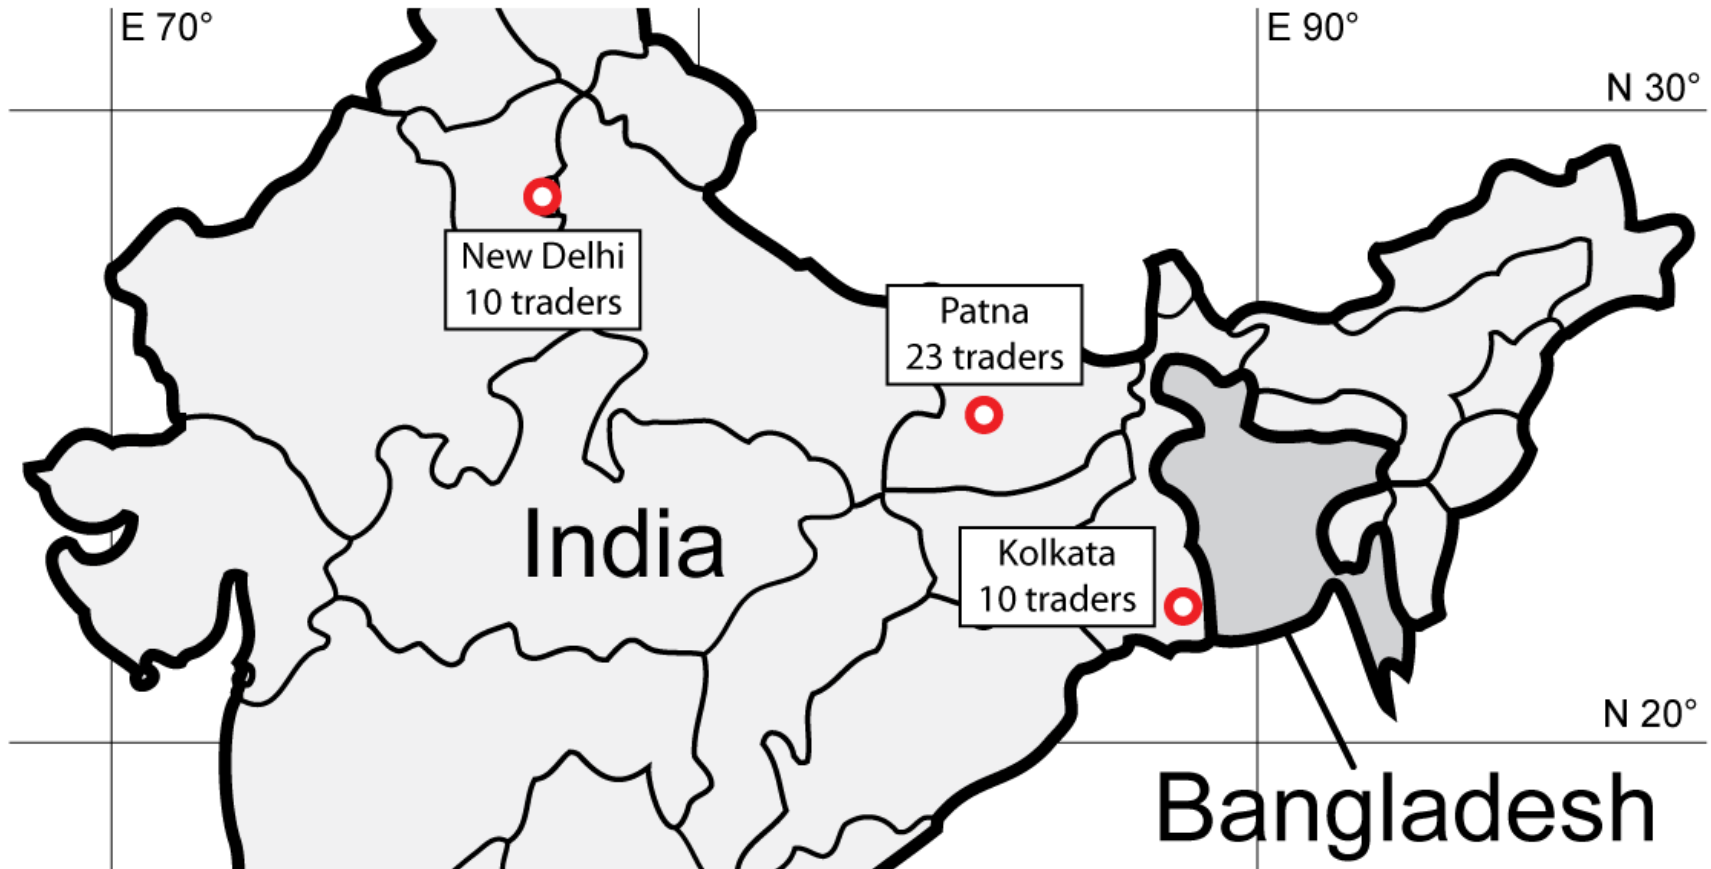 E 70°
E 90°
N 30°
New Delhi
10 traders
Patna
23 traders
India
Kolkata
10 traders
N 20°
Bangladesh